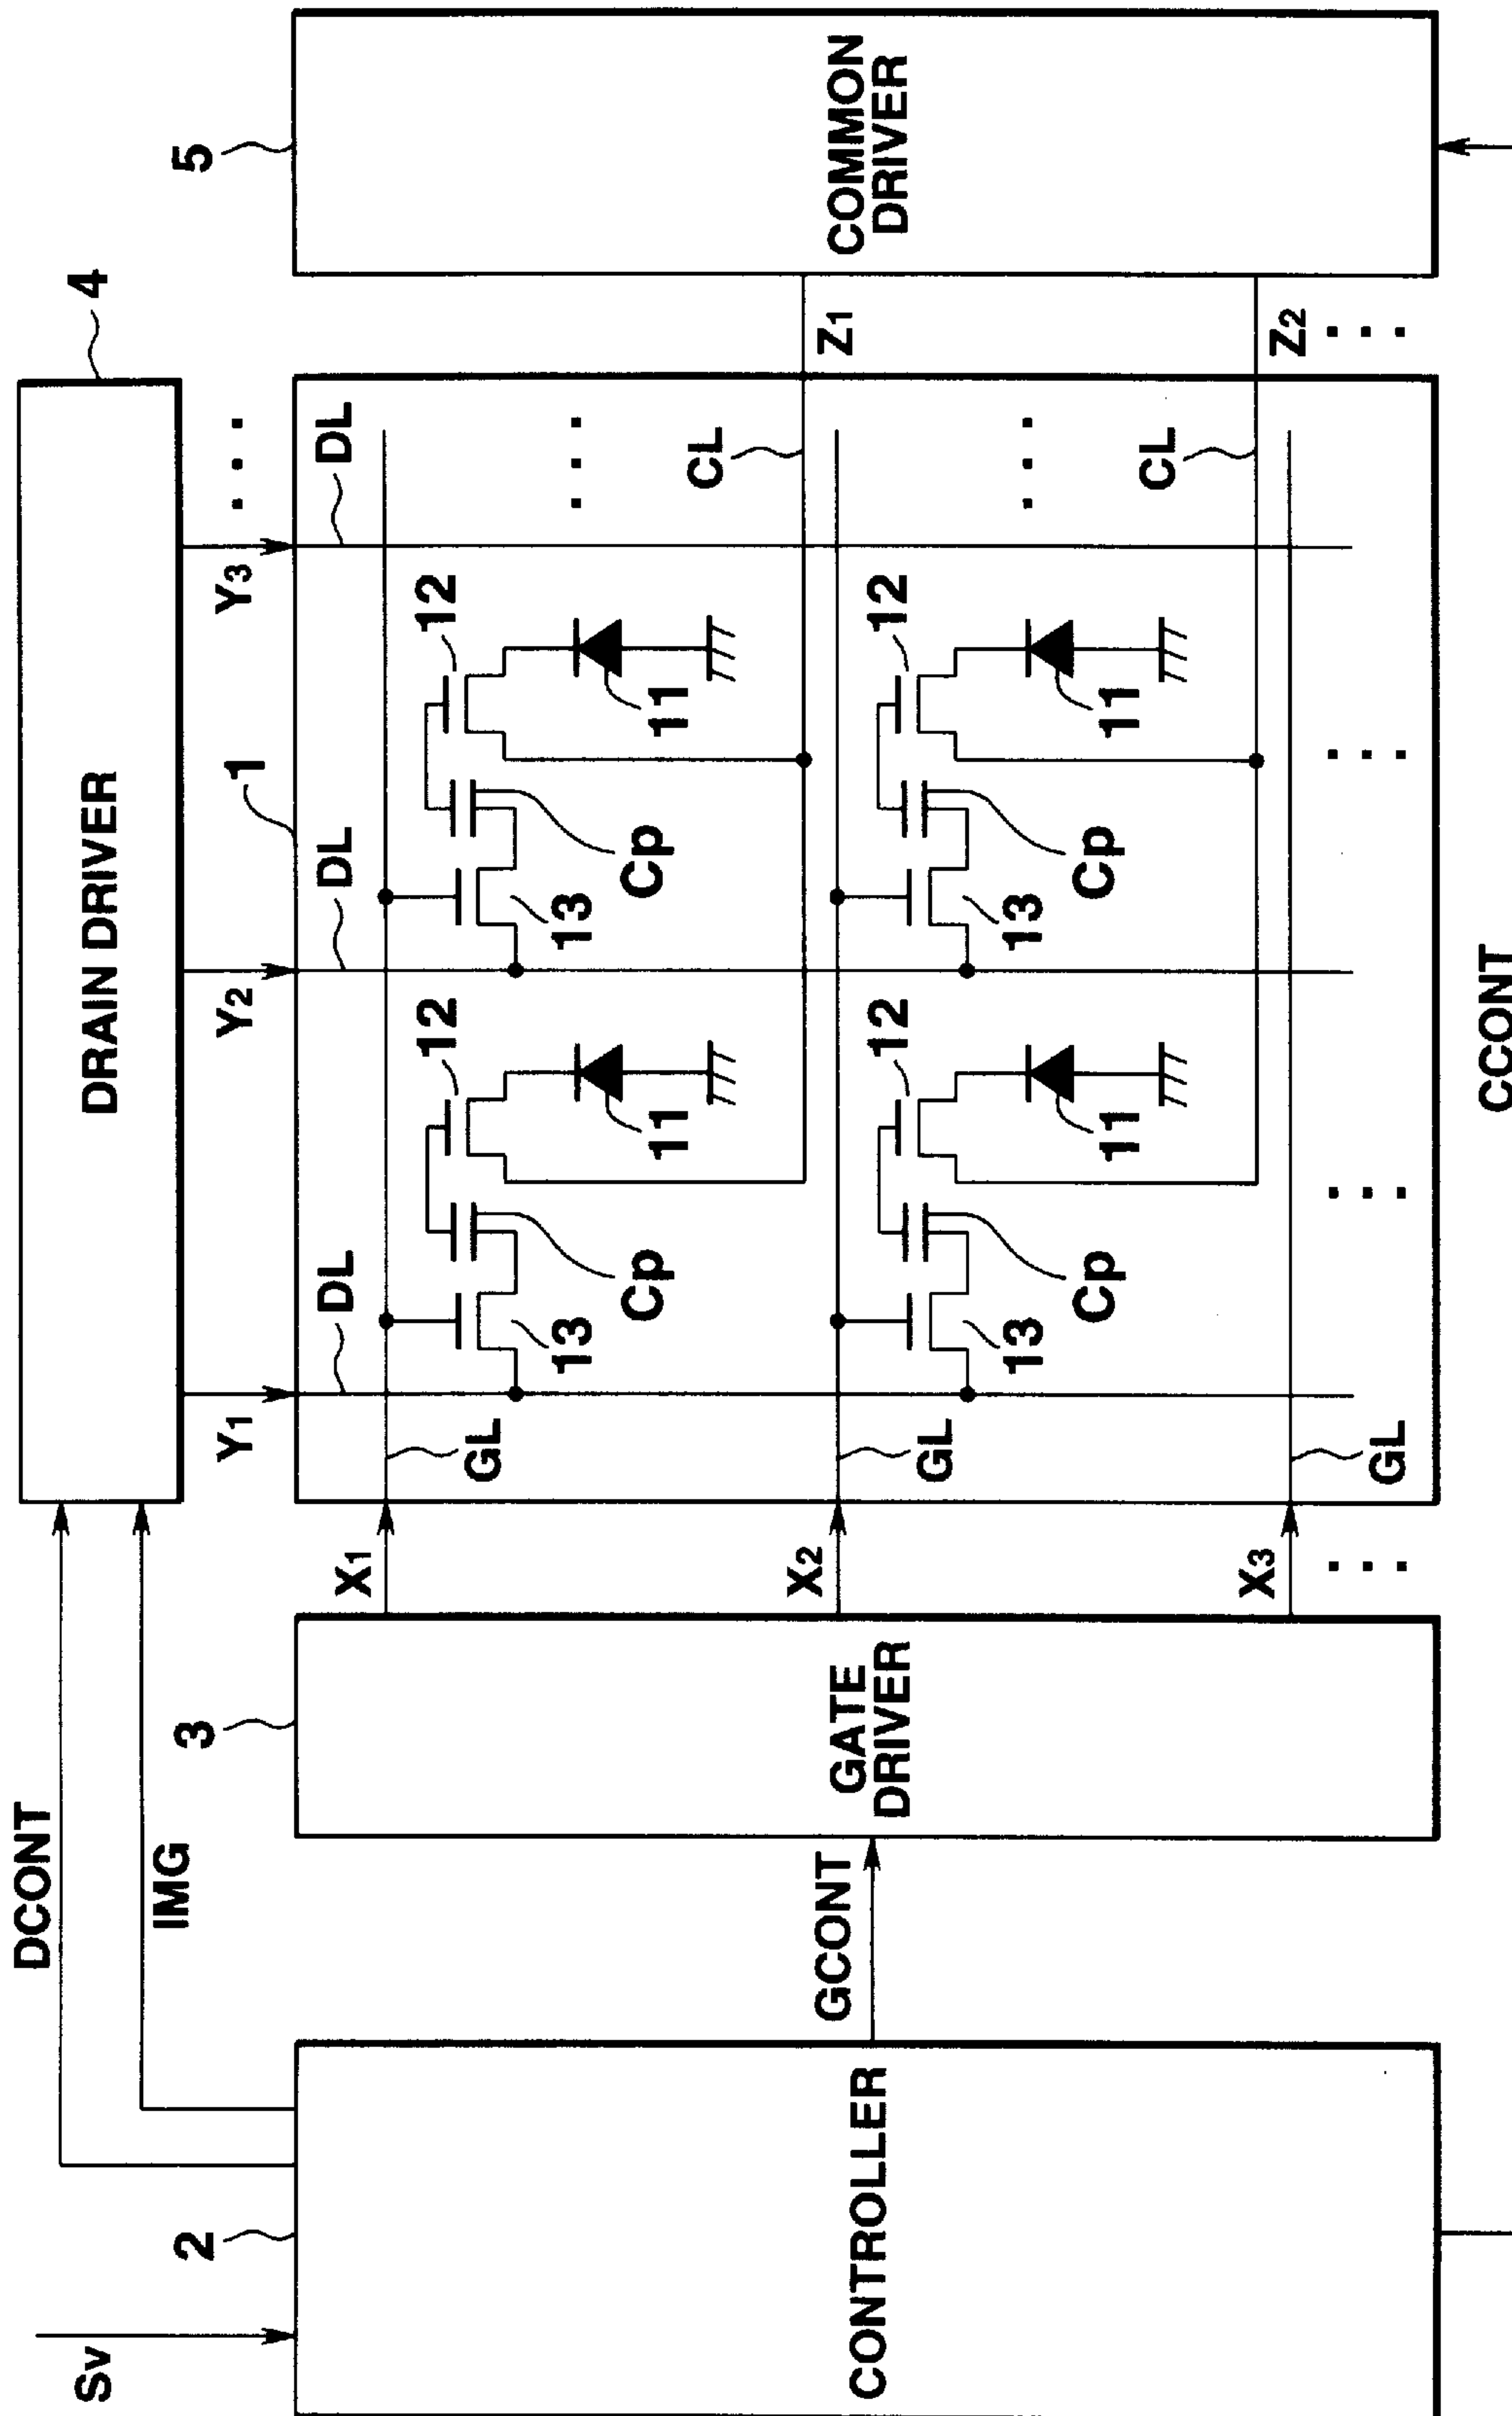 Sv
2
CONTROLLER
DCONT
IMG
GCONT
3
GATE
DRIVER
X1
X2
X3
DRAIN DRIVER
4
Y1
Y2
Y3
1
DL
DL
DL
GL
GL
GL
13
Cp
12
11
13
Cp
12
11
13
Cp
12
11
13
Cp
12
11
CL
CL
Z1
Z2
5
COMMON
DRIVER
CCONT